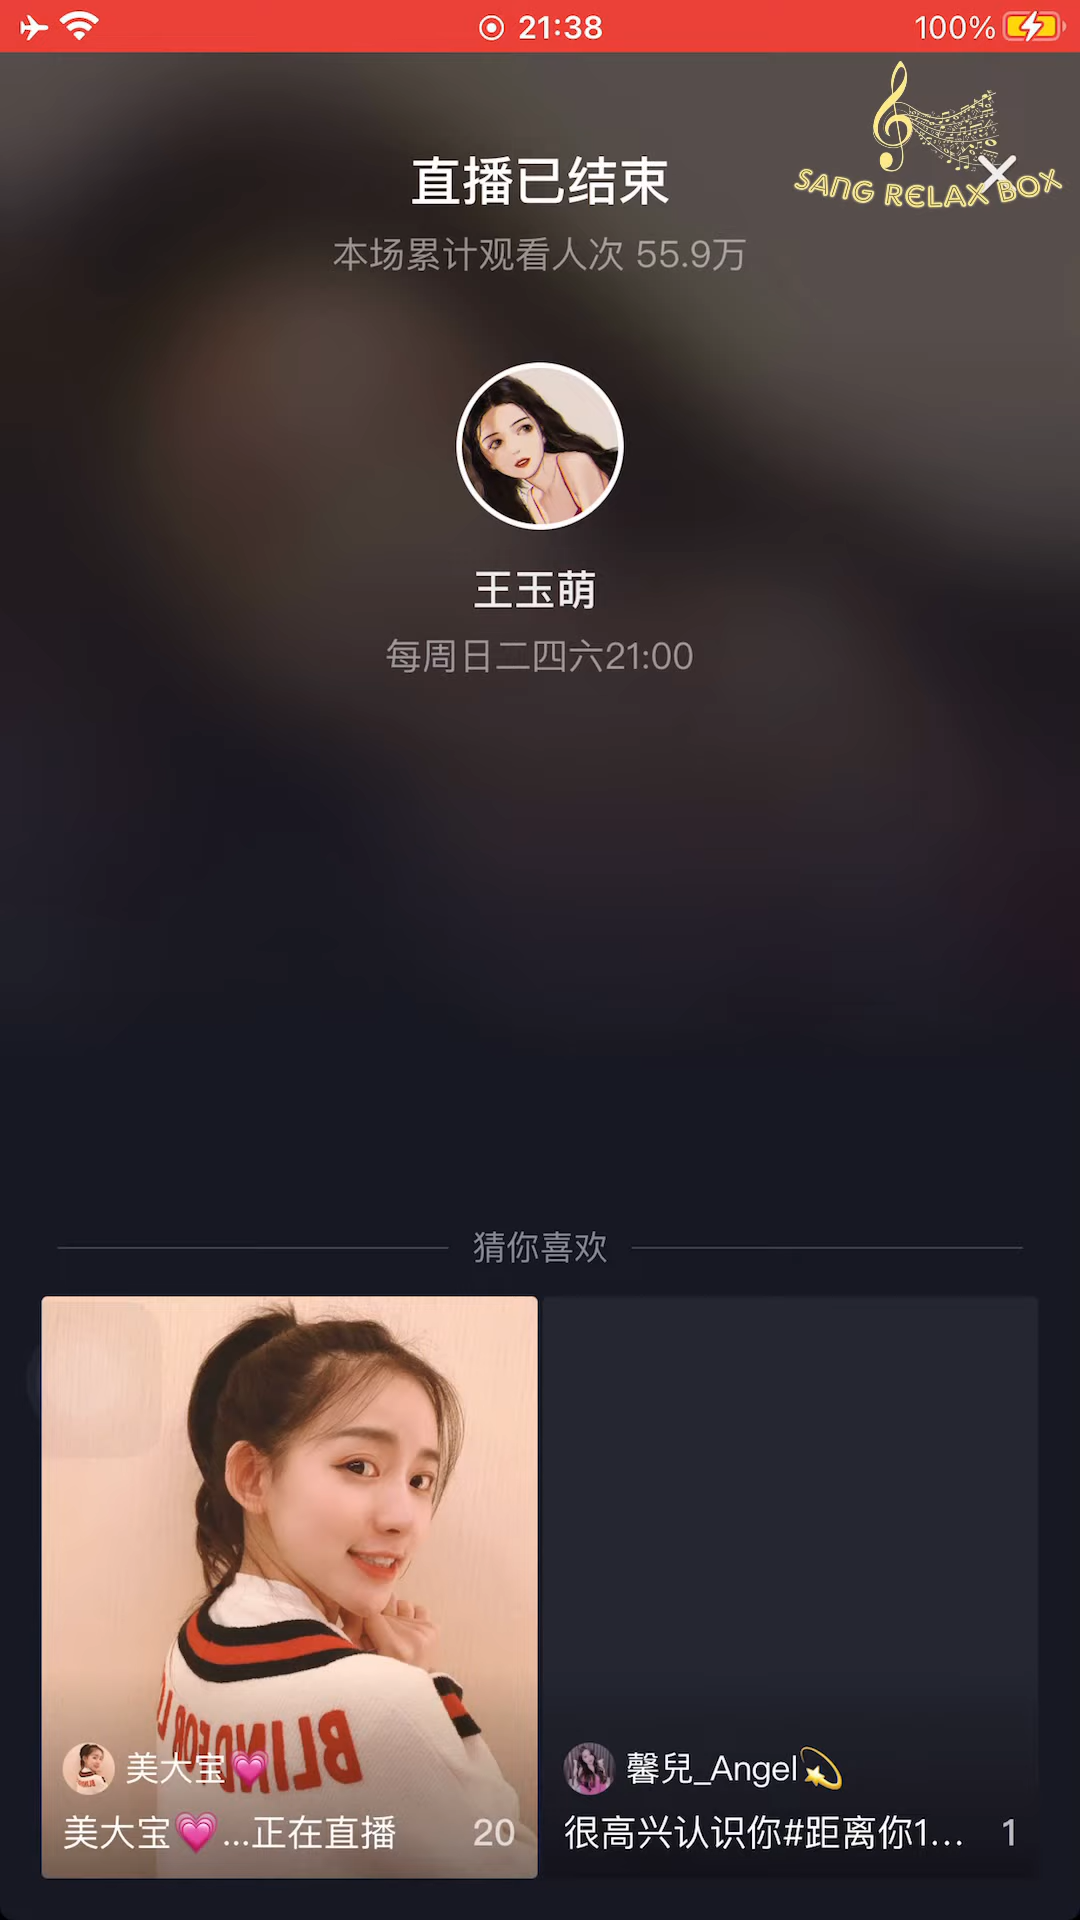 21:38
100%
SANG RELAX BOX
直播已结束
本场累计观看人次 55.9万
王玉萌
每周日二四六21:00
猜你喜欢
BLIND FOR L
美大宝💗
美大宝💗...正在直播 20
馨兒_Angel💫
很高兴认识你#距离你1... 1